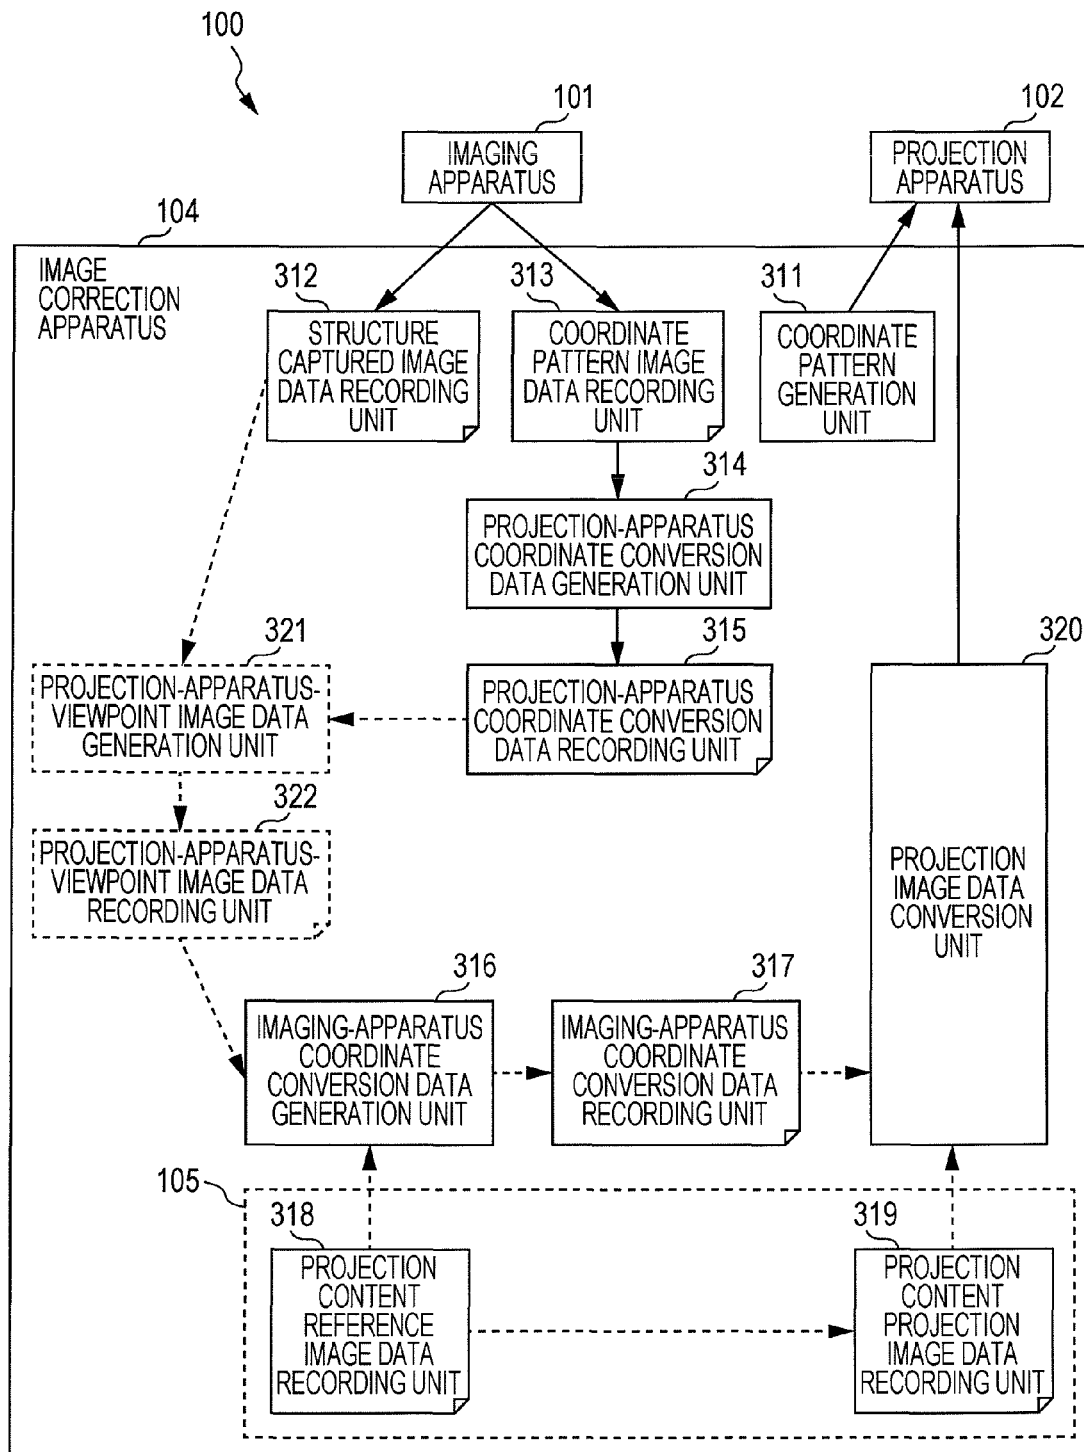 100
101
102
IMAGING
APPARATUS
PROJECTION
APPARATUS
104
IMAGE
CORRECTION
APPARATUS
312
313
311
STRUCTURE
CAPTURED IMAGE
DATA RECORDING
UNIT
COORDINATE
PATTERN IMAGE
DATA RECORDING
UNIT
COORDINATE
PATTERN
GENERATION
UNIT
314
PROJECTION-APPARATUS
COORDINATE CONVERSION
DATA GENERATION UNIT
321
315
320
PROJECTION-APPARATUS-
VIEWPOINT IMAGE DATA
GENERATION UNIT
PROJECTION-APPARATUS
COORDINATE CONVERSION
DATA RECORDING UNIT
322
PROJECTION-APPARATUS-
VIEWPOINT IMAGE DATA
RECORDING UNIT
PROJECTION
IMAGE DATA
CONVERSION
UNIT
316
317
IMAGING-APPARATUS
COORDINATE
CONVERSION DATA
GENERATION UNIT
IMAGING-APPARATUS
COORDINATE
CONVERSION DATA
RECORDING UNIT
105
318
319
PROJECTION
CONTENT
REFERENCE
IMAGE DATA
RECORDING UNIT
PROJECTION
CONTENT
PROJECTION
IMAGE DATA
RECORDING UNIT